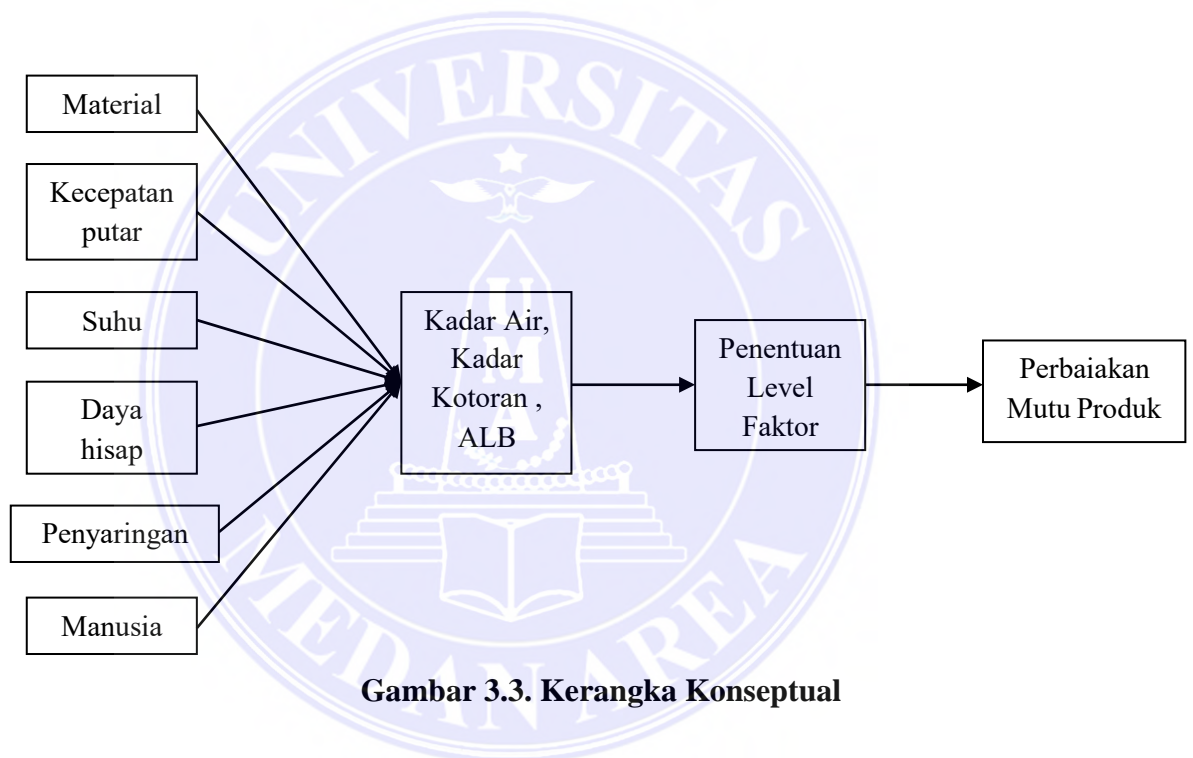 Material
Kecepatan
putar
Suhu
Daya
hisap
Penyaringan
Manusia
Kadar Air,
Kadar
Kotoran ,
ALB
Penentuan
Level
Faktor
Perbaiakan
Mutu Produk
Gambar 3.3. Kerangka Konseptual
UNIVERSITAS
MEDAN AREA
U
M
A